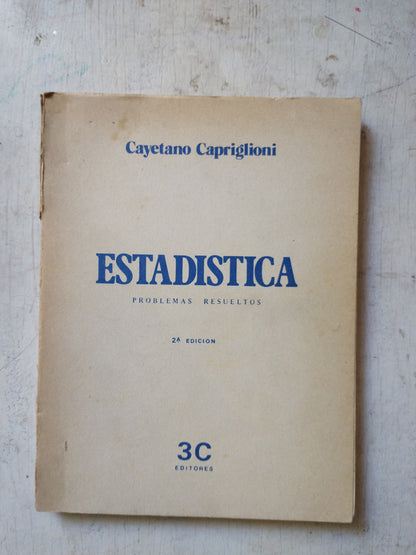 Cayetano Capriglioni
ESTADISTICA
PROBLEMAS RESUELTOS
2ᴬ EDICION
3C
EDITORES